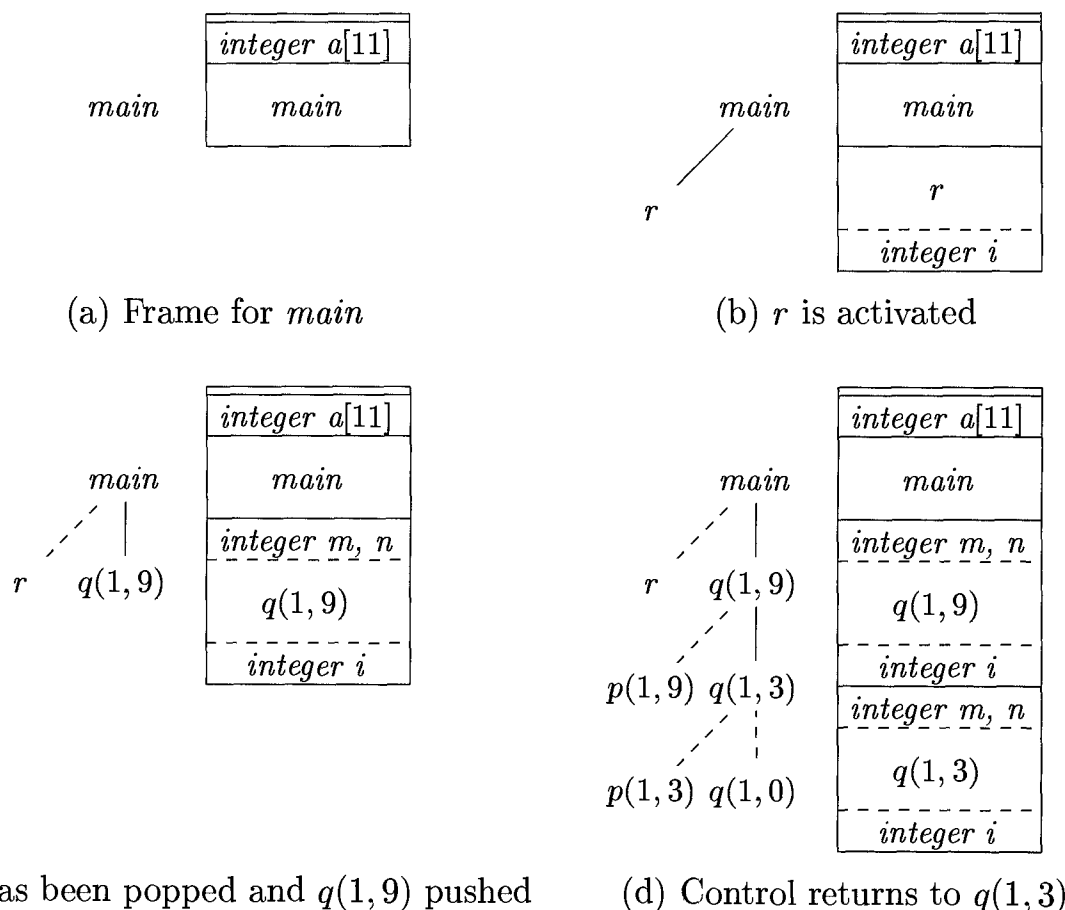 integer a[11]
main
main
(a) Frame for main
integer a[11]
main
main
r
r
integer i
(b) r is activated
integer a[11]
main
main
integer m, n
r
q(1,9)
q(1,9)
integer i
as been popped and q(1,9) pushed
integer a[11]
main
main
integer m, n
r
q(1,9)
q(1,9)
integer i
p(1,9)
q(1,3)
integer m, n
q(1,3)
p(1,3)
q(1,0)
integer i
(d) Control returns to q(1,3)